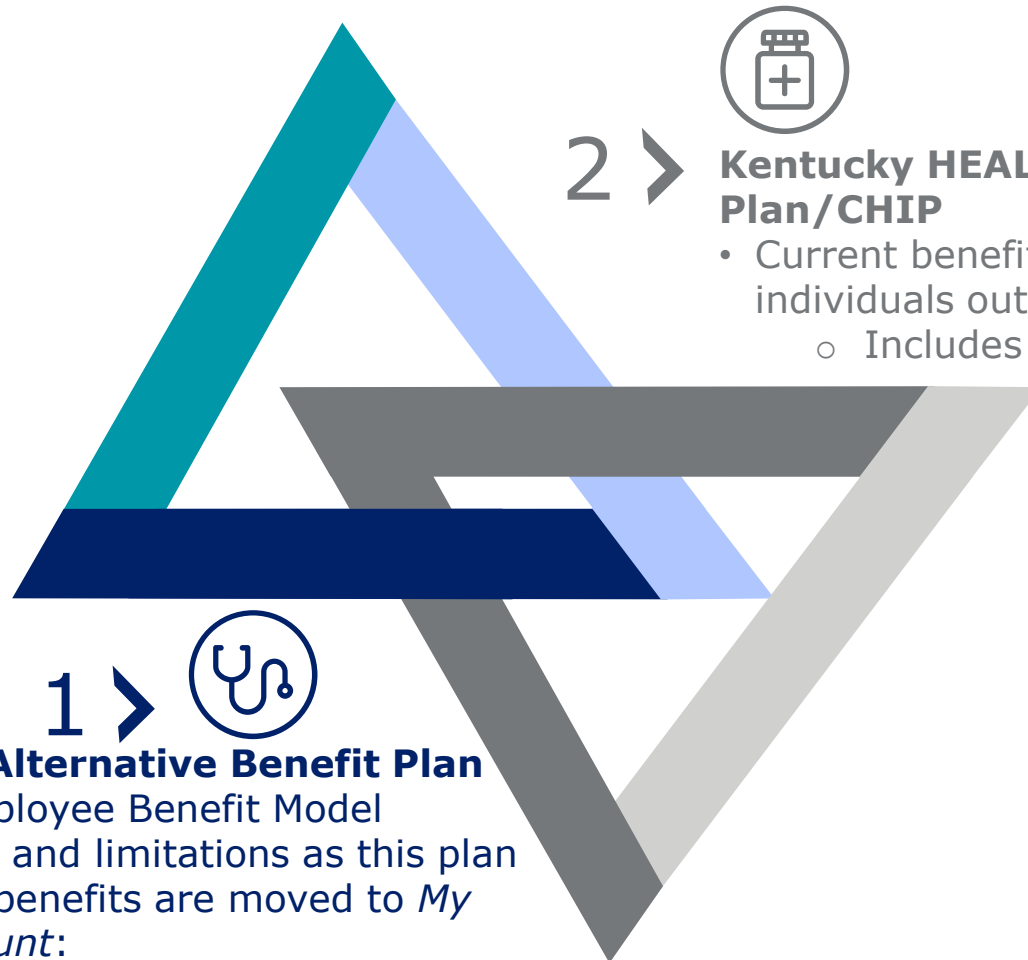 2
Kentucky HEAL
Plan/CHIP
• Current benefit
individuals out
o Includes
1
Alternative Benefit Plan
ployee Benefit Model
and limitations as this plan
benefits are moved to My
unt: